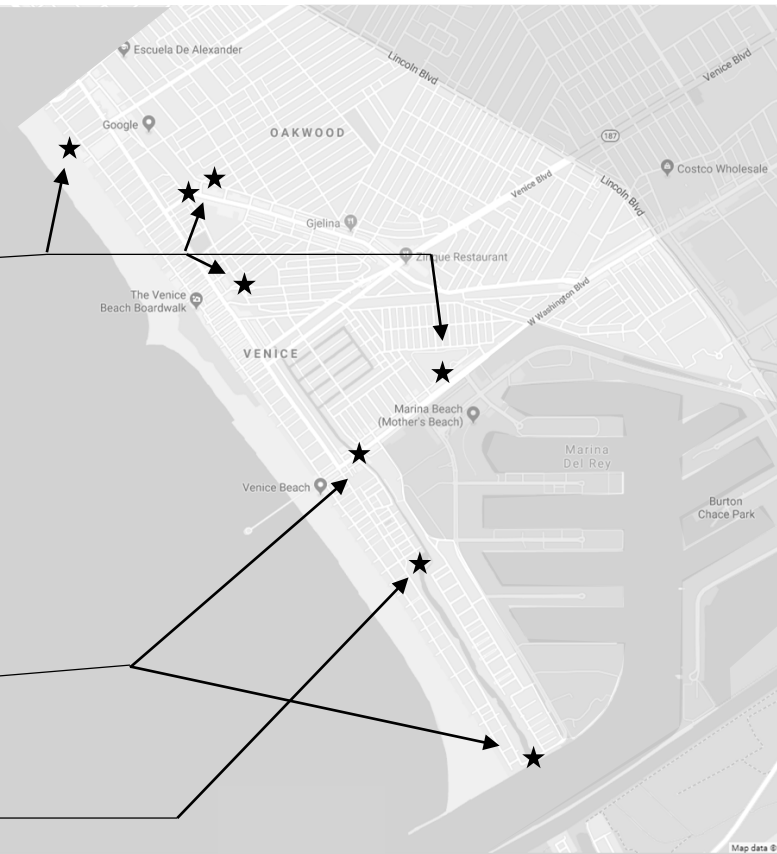 Escuela De Alexander
Lincoln Blvd
Venice Blvd
Google
OAKWOOD
187
Costco Wholesale
Venice Blvd
Lincoln Blvd
Gjelina
Zinque Restaurant
The Venice
Beach Boardwalk
W Washington Blvd
VENICE
Marina Beach
(Mother's Beach)
Marina
Del Rey
Venice Beach
Burton
Chace Park
Map data ©